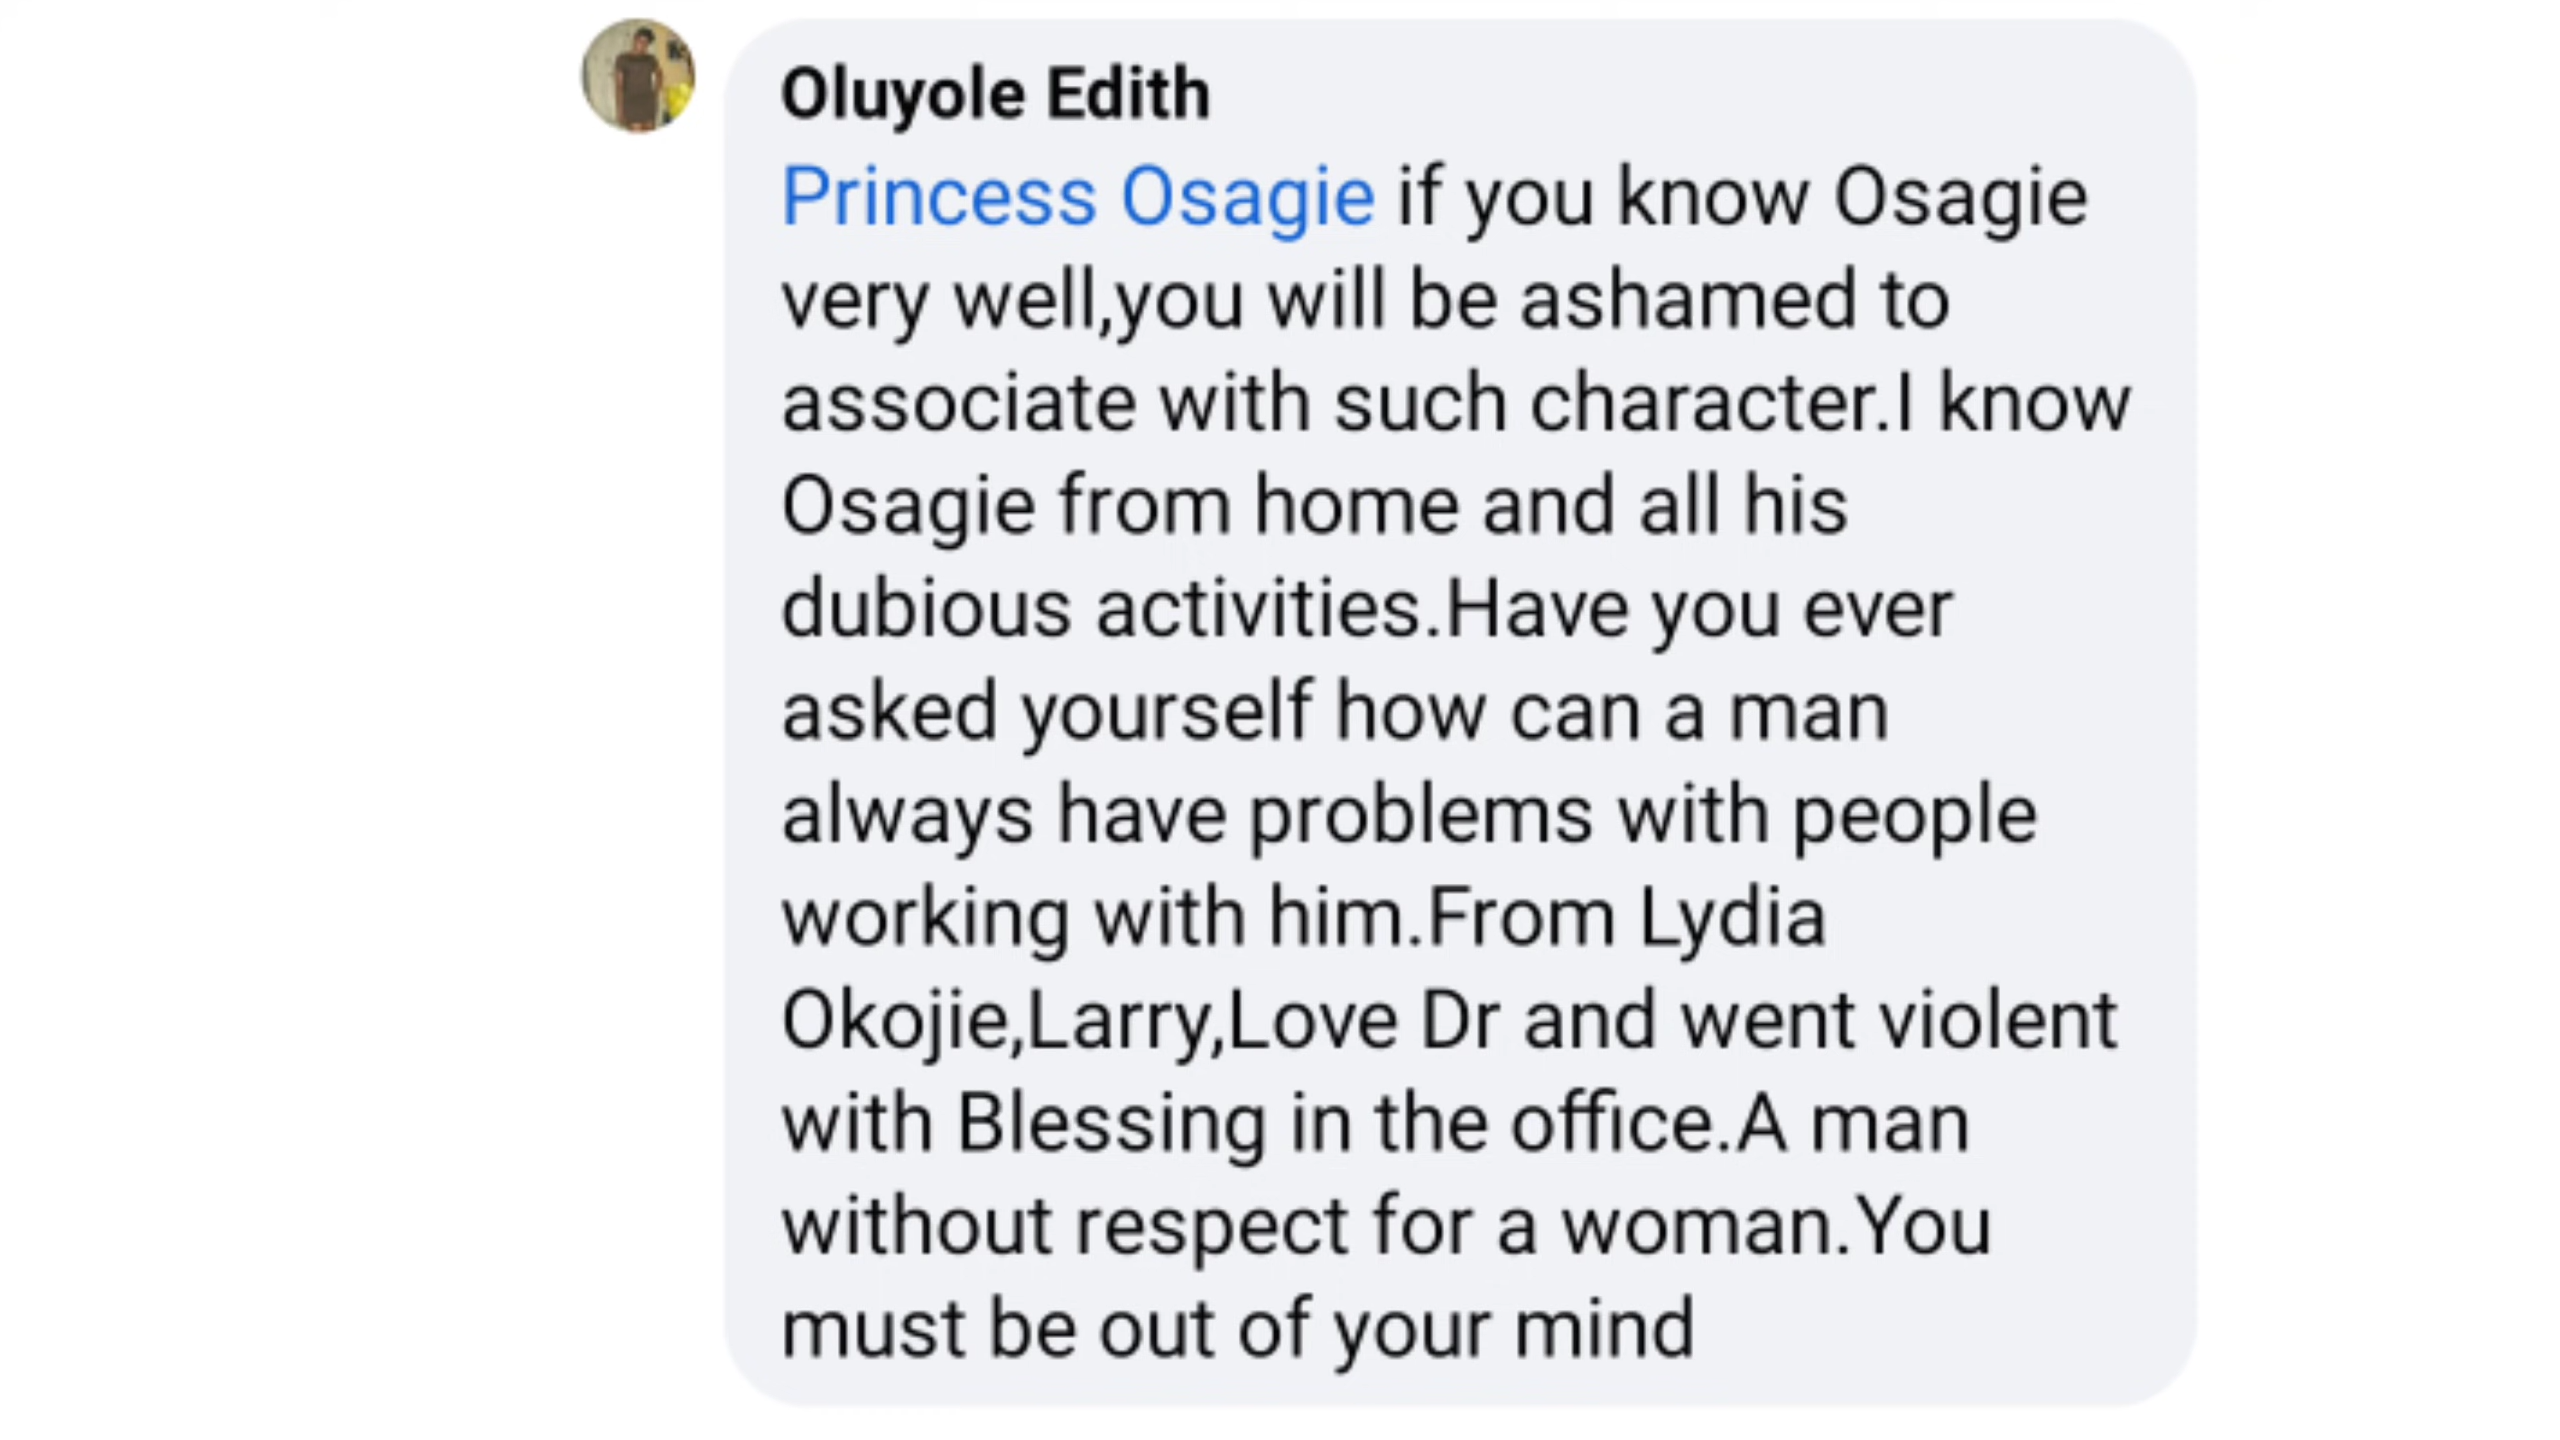 Oluyole Edith
Princess Osagie if you know Osagie
very well,you will be ashamed to
associate with such character.I know
Osagie from home and all his
dubious activities.Have you ever
asked yourself how can a man
always have problems with people
working with him.From Lydia
Okojie,Larry,Love Dr and went violent
with Blessing in the office.A man
without respect for a woman.You
must be out of your mind